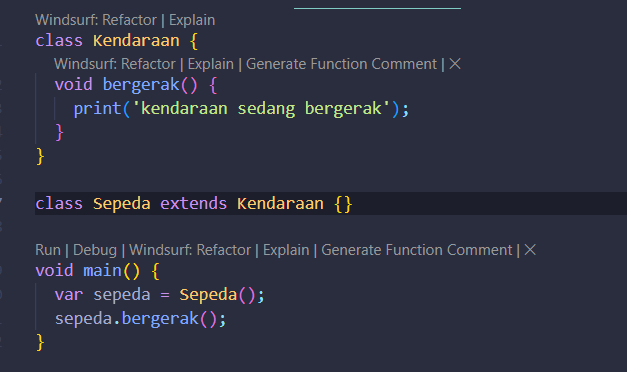 Windsurf: Refactor | Explain
class Kendaraan {
Windsurf: Refactor | Explain | Generate Function Comment | ×
void bergerak() {
print('kendaraan sedang bergerak');
}
}
class Sepeda extends Kendaraan {}
Run | Debug | Windsurf: Refactor | Explain | Generate Function Comment | ×
void main() {
var sepeda = Sepeda();
sepeda.bergerak();
}